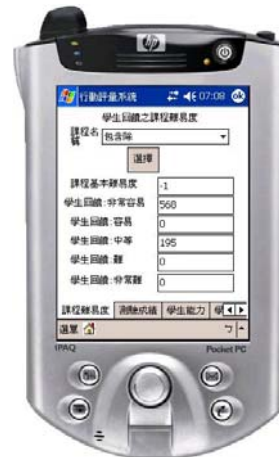 hp
行動評量系統 07:08 ok
學生回饋之課程難易度
課程名稱 包含除
選擇
課程基本難易度 -1
學生回饋:非常容易 568
學生回饋:容易 0
學生回饋:中等 195
學生回饋:難 0
學生回饋:非常難 0
課程難易度 測驗成績 學生能力
選單
iPAQ Pocket PC